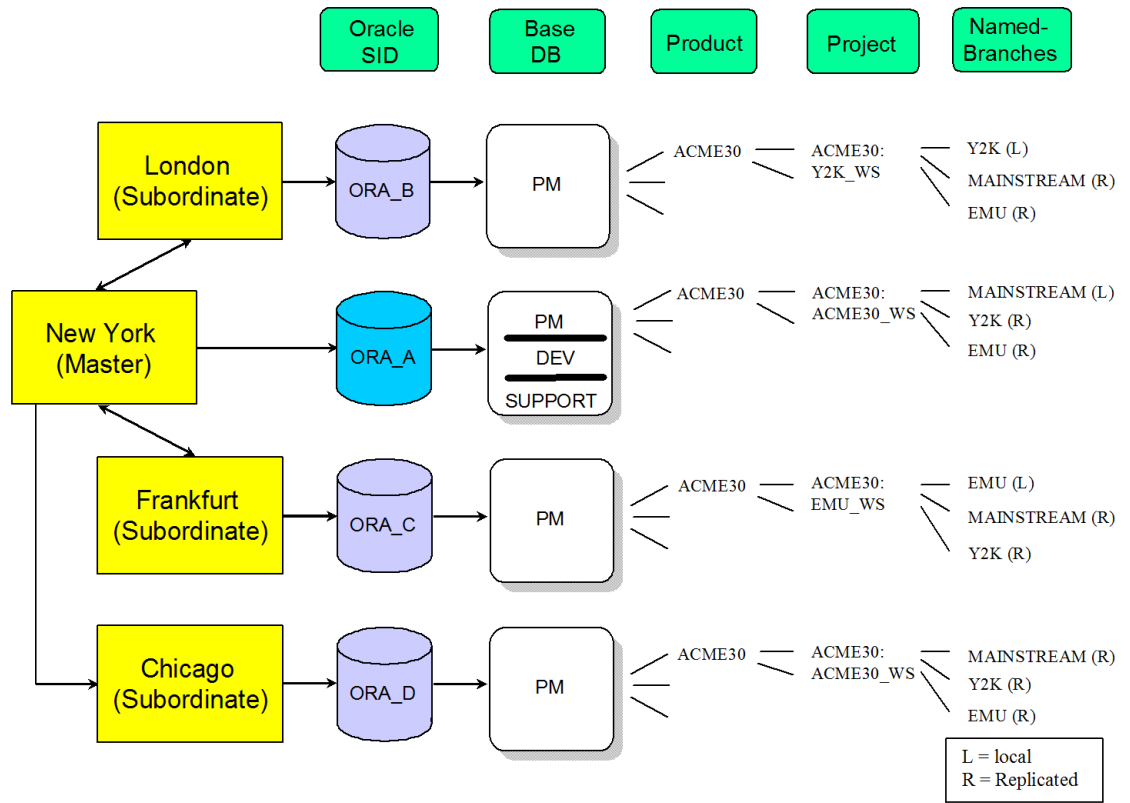 Oracle
SID
Base
DB
Product
Project
Named-
Branches
London
(Subordinate)
ORA_B
PM
ACME30
ACME30:
Y2K_WS
Y2K (L)
MAINSTREAM (R)
EMU (R)
New York
(Master)
ORA_A
PM
DEV
SUPPORT
ACME30
ACME30:
ACME30_WS
MAINSTREAM (L)
Y2K (R)
EMU (R)
Frankfurt
(Subordinate)
ORA_C
PM
ACME30
ACME30:
EMU_WS
EMU (L)
MAINSTREAM (R)
Y2K (R)
Chicago
(Subordinate)
ORA_D
PM
ACME30
ACME30:
ACME30_WS
MAINSTREAM (R)
Y2K (R)
EMU (R)
L = local
R = Replicated